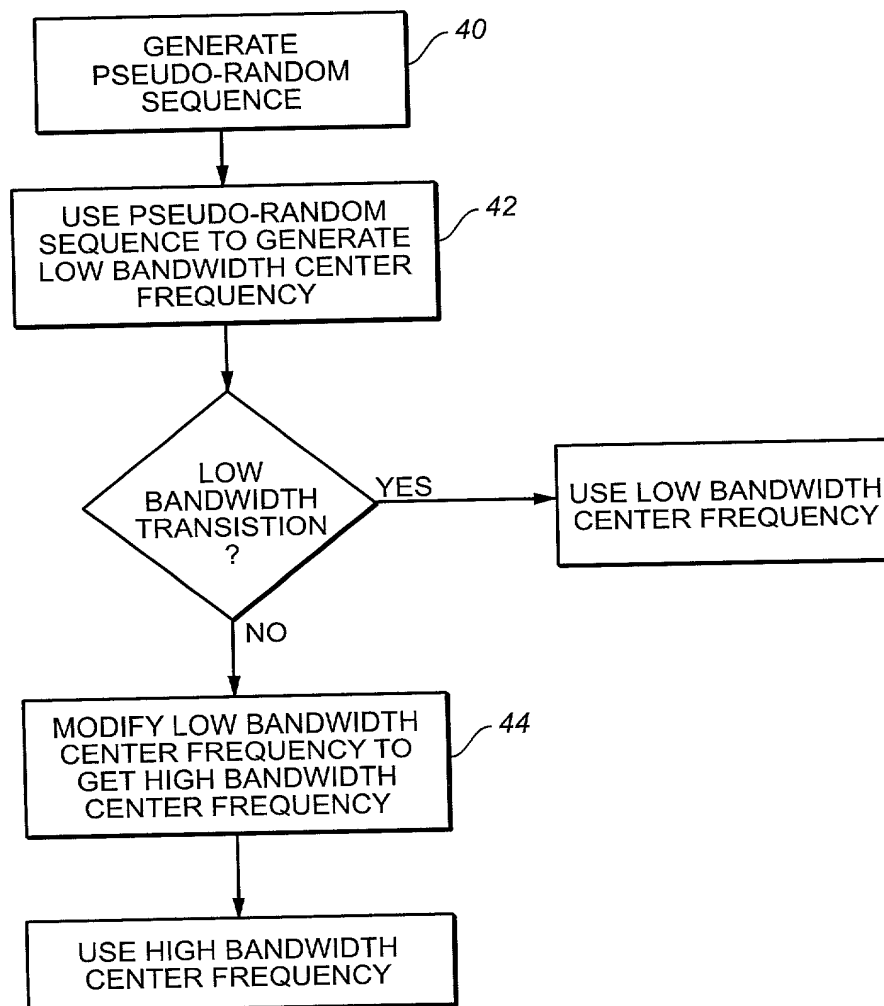 GENERATE
PSEUDO-RANDOM
SEQUENCE
40
USE PSEUDO-RANDOM
SEQUENCE TO GENERATE
LOW BANDWIDTH CENTER
FREQUENCY
42
LOW
BANDWIDTH
TRANSISTION
?
YES
USE LOW BANDWIDTH
CENTER FREQUENCY
NO
MODIFY LOW BANDWIDTH
CENTER FREQUENCY TO
GET HIGH BANDWIDTH
CENTER FREQUENCY
44
USE HIGH BANDWIDTH
CENTER FREQUENCY